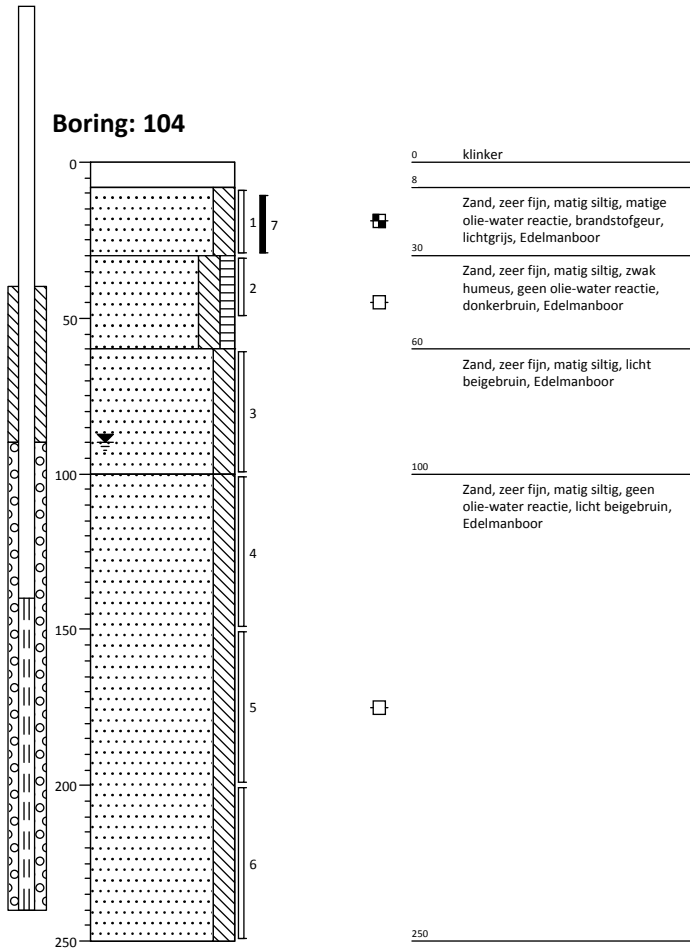 Boring: 104
0
50
100
150
200
250
1
7
2
3
4
5
6
0
klinker
8
Zand, zeer fijn, matig siltig, matige
olie-water reactie, brandstofgeur,
lichtgrijs, Edelmanboor
30
Zand, zeer fijn, matig siltig, zwak
humeus, geen olie-water reactie,
donkerbruin, Edelmanboor
60
Zand, zeer fijn, matig siltig, licht
beigebruin, Edelmanboor
100
Zand, zeer fijn, matig siltig, geen
olie-water reactie, licht beigebruin,
Edelmanboor
250